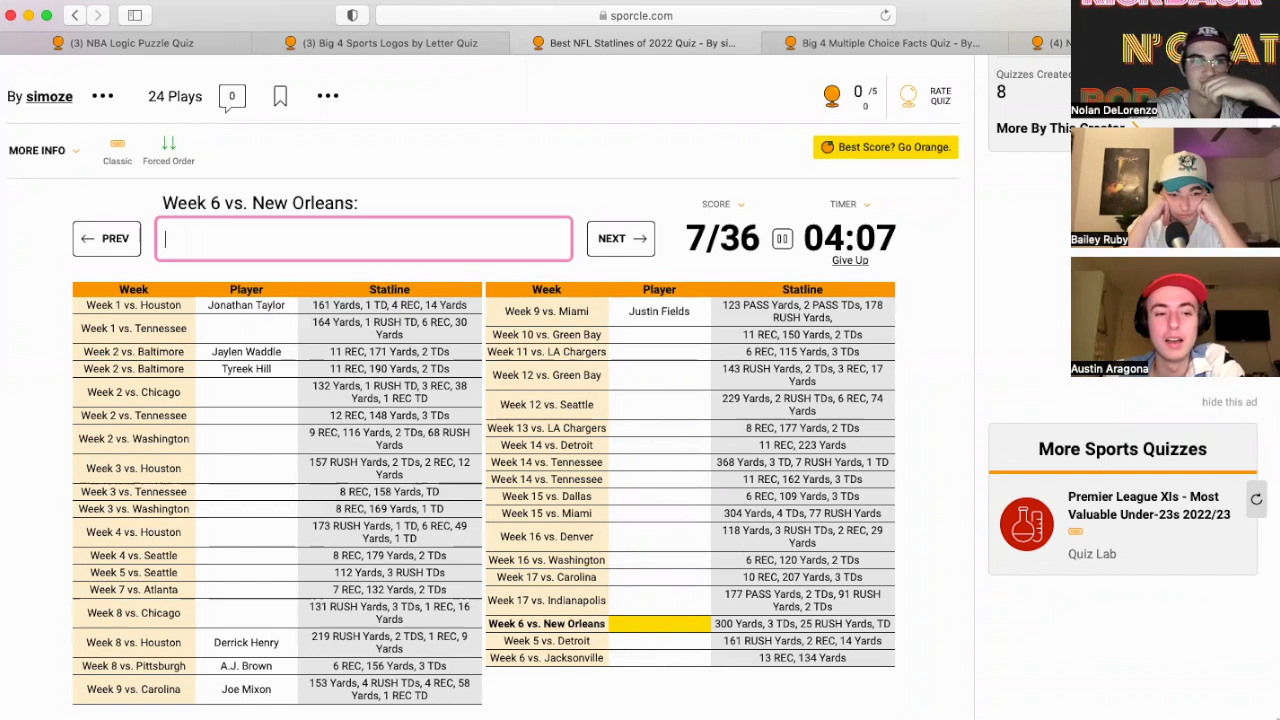 sporcle.com
(3) NBA Logic Puzzle Quiz
(3) Big 4 Sports Logos by Letter Quiz
Best NFL Statlines of 2022 Quiz - By si...
Big 4 Multiple Choice Facts Quiz - By...
By simoze
24 Plays
0
0 /5
0
RATE
QUIZ
MORE INFO
Classic
Forced Order
Best Score? Go Orange.
Week 6 vs. New Orleans:
PREV
NEXT
SCORE
TIMER
7/36
04:07
Give Up
Week Player Statline
Week 1 vs. Houston Jonathan Taylor 161 Yards, 1 TD, 4 REC, 14 Yards
Week 1 vs. Tennessee 164 Yards, 1 RUSH TD, 6 REC, 30
Yards
Week 2 vs. Baltimore Jaylen Waddle 11 REC, 171 Yards, 2 TDs
Week 2 vs. Baltimore Tyreek Hill 11 REC, 190 Yards, 2 TDs
Week 2 vs. Chicago 132 Yards, 1 RUSH TD, 3 REC, 38
Yards, 1 REC TD
Week 2 vs. Tennessee 12 REC, 148 Yards, 3 TDs
Week 2 vs. Washington 9 REC, 116 Yards, 2 TDs, 68 RUSH
Yards
Week 3 vs. Houston 157 RUSH Yards, 2 TDs, 2 REC, 12
Yards
Week 3 vs. Tennessee 8 REC, 158 Yards, TD
Week 3 vs. Washington 8 REC, 169 Yards, 1 TD
Week 4 vs. Houston 173 RUSH Yards, 1 TD, 6 REC, 49
Yards, 1 TD
Week 4 vs. Seattle 8 REC, 179 Yards, 2 TDs
Week 5 vs. Seattle 112 Yards, 3 RUSH TDs
Week 7 vs. Atlanta 7 REC, 132 Yards, 2 TDs
Week 8 vs. Chicago 131 RUSH Yards, 3 TDs, 1 REC, 16
Yards
Week 8 vs. Houston Derrick Henry 219 RUSH Yards, 2 TDS, 1 REC, 9
Yards
Week 8 vs. Pittsburgh A.J. Brown 6 REC, 156 Yards, 3 TDs
Week 9 vs. Carolina Joe Mixon 153 Yards, 4 RUSH TDs, 4 REC, 58
Yards, 1 REC TD
Week Player Statline
Week 9 vs. Miami Justin Fields 123 PASS Yards, 2 PASS TDs, 178
RUSH Yards,
Week 10 vs. Green Bay 11 REC, 150 Yards, 2 TDs
Week 11 vs. LA Chargers 6 REC, 115 Yards, 3 TDs
Week 12 vs. Green Bay 143 RUSH Yards, 2 TDs, 3 REC, 17
Yards
Week 12 vs. Seattle 229 Yards, 2 RUSH TDs, 6 REC, 74
Yards
Week 13 vs. LA Chargers 8 REC, 177 Yards, 2 TDs
Week 14 vs. Detroit 11 REC, 223 Yards
Week 14 vs. Tennessee 368 Yards, 3 TD, 7 RUSH Yards, 1 TD
Week 14 vs. Tennessee 11 REC, 162 Yards, 3 TDs
Week 15 vs. Dallas 6 REC, 109 Yards, 3 TDs
Week 15 vs. Miami 304 Yards, 4 TDs, 77 RUSH Yards
Week 15 vs. Denver 118 Yards, 3 RUSH TDs, 2 REC, 29
Yards
Week 16 vs. Washington 6 REC, 120 Yards, 2 TDs
Week 17 vs. Carolina 10 REC, 207 Yards, 3 TDs
Week 17 vs. Indianapolis 177 PASS Yards, 2 TDs, 91 RUSH
Yards, 2 TDs
Week 6 vs. New Orleans 300 Yards, 3 TDs, 25 RUSH Yards, TD
Week 5 vs. Detroit 161 RUSH Yards, 2 REC, 14 Yards
Week 6 vs. Jacksonville 13 REC, 134 Yards
Quizzes Created
8
More By This Creator
hide this ad
More Sports Quizzes
Premier League XIs - Most
Valuable Under-23s 2022/23
Quiz Lab
Nolan DeLorenzo
Bailey Ruby
Austin Aragona